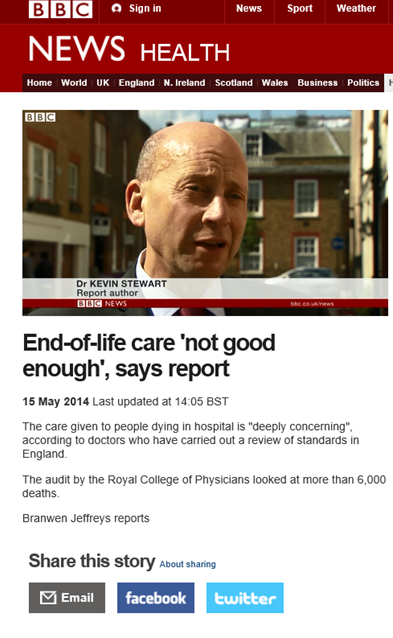 BBC Sign in News Sport Weather
NEWS HEALTH
Home World UK England N. Ireland Scotland Wales Business Politics
BBC
Dr KEVIN STEWART
Report author
BBC NEWS bbc.co.uk/news
End-of-life care 'not good
enough', says report
15 May 2014 Last updated at 14:05 BST
The care given to people dying in hospital is "deeply concerning",
according to doctors who have carried out a review of standards in
England.
The audit by the Royal College of Physicians looked at more than 6,000
deaths.
Branwen Jeffreys reports
Share this story About sharing
Email facebook twitter